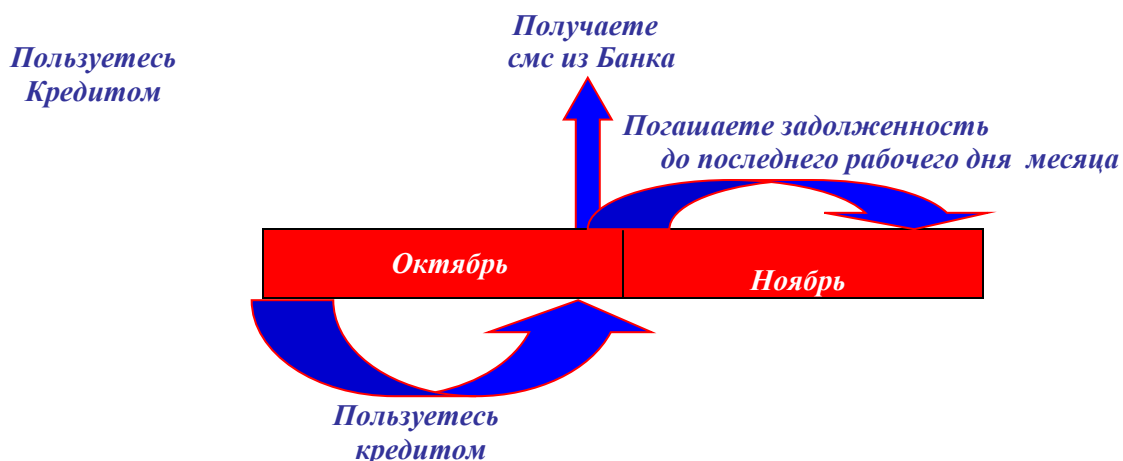 Получаете
смс из Банка
Пользуетесь
Кредитом
Погашаете задолженность
до последнего рабочего дня месяца
Октябрь
Ноябрь
Пользуетесь
кредитом